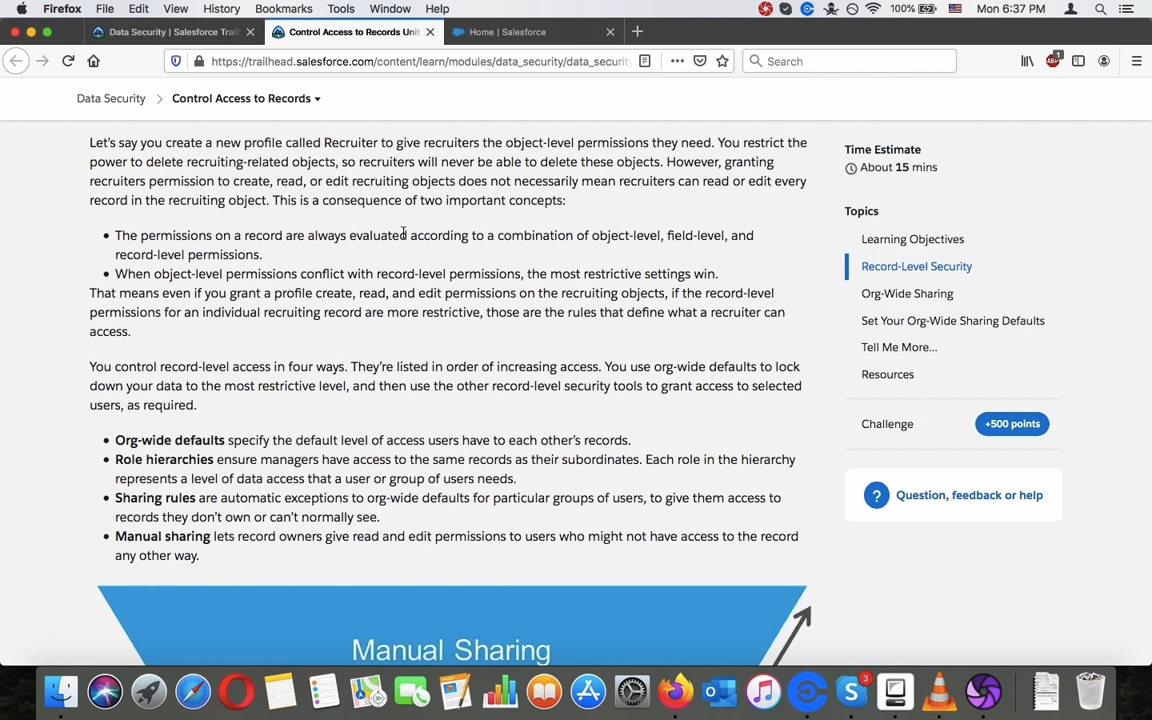 Firefox File Edit View History Bookmarks Tools Window Help 100% Mon 6:37 PM
Data Security | Salesforce Trail
Control Access to Records Unit
Home | Salesforce
https://trailhead.salesforce.com/content/learn/modules/data_security/data_securit
Search
Data Security > Control Access to Records
Let's say you create a new profile called Recruiter to give recruiters the object-level permissions they need. You restrict the
power to delete recruiting-related objects, so recruiters will never be able to delete these objects. However, granting
recruiters permission to create, read, or edit recruiting objects does not necessarily mean recruiters can read or edit every
record in the recruiting object. This is a consequence of two important concepts:
• The permissions on a record are always evaluated according to a combination of object-level, field-level, and
record-level permissions.
• When object-level permissions conflict with record-level permissions, the most restrictive settings win.
That means even if you grant a profile create, read, and edit permissions on the recruiting objects, if the record-level
permissions for an individual recruiting record are more restrictive, those are the rules that define what a recruiter can
access.
You control record-level access in four ways. They're listed in order of increasing access. You use org-wide defaults to lock
down your data to the most restrictive level, and then use the other record-level security tools to grant access to selected
users, as required.
• Org-wide defaults specify the default level of access users have to each other's records.
• Role hierarchies ensure managers have access to the same records as their subordinates. Each role in the hierarchy
represents a level of data access that a user or group of users needs.
• Sharing rules are automatic exceptions to org-wide defaults for particular groups of users, to give them access to
records they don't own or can't normally see.
• Manual sharing lets record owners give read and edit permissions to users who might not have access to the record
any other way.
Manual Sharing
Time Estimate
About 15 mins
Topics
Learning Objectives
Record-Level Security
Org-Wide Sharing
Set Your Org-Wide Sharing Defaults
Tell Me More...
Resources
Challenge +500 points
? Question, feedback or help
3